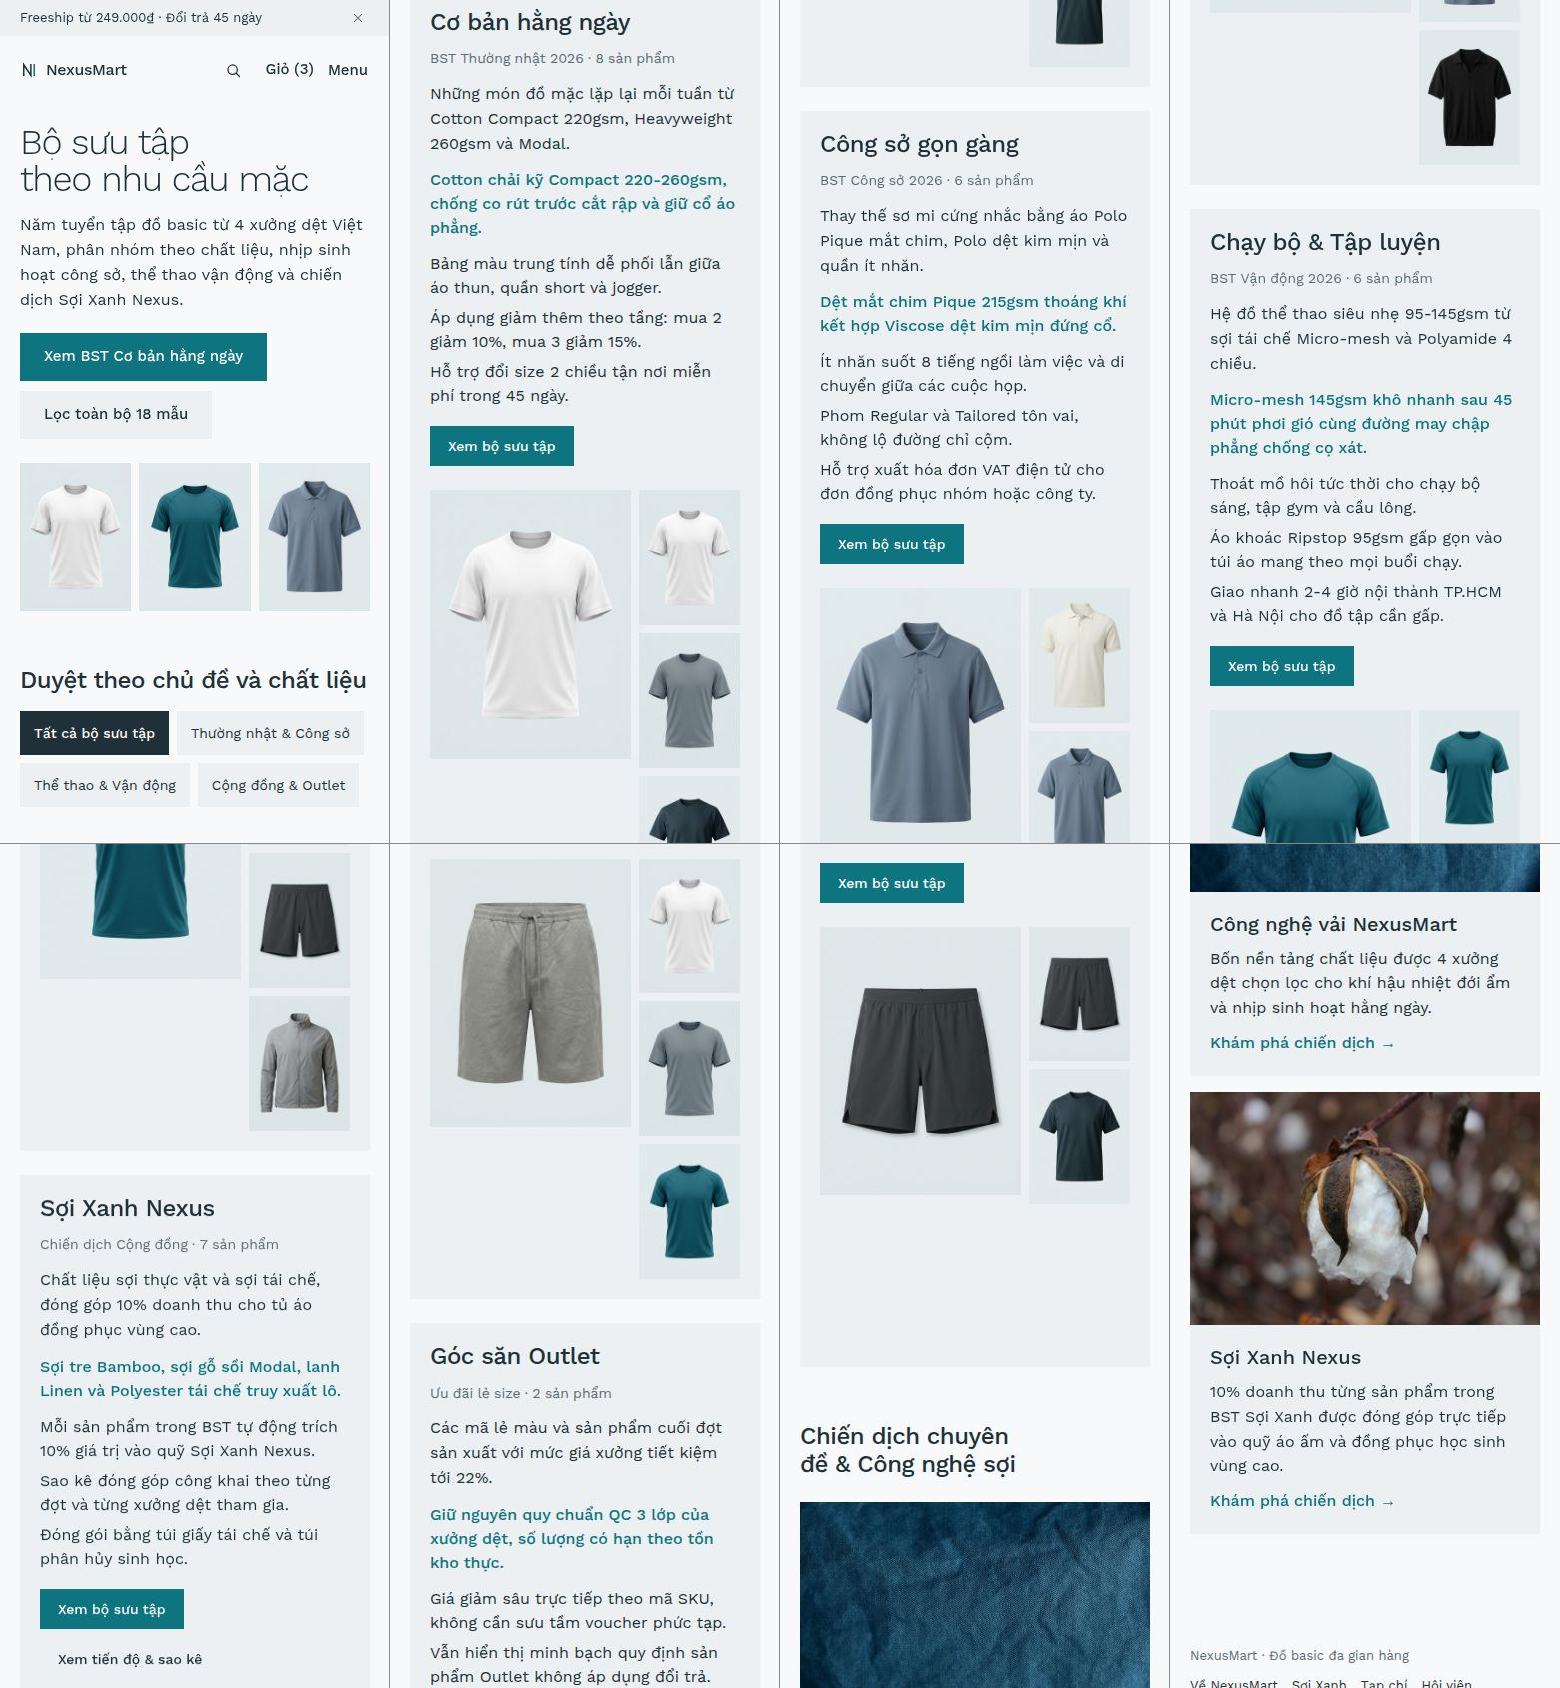 Freeship từ 249.000₫ · Đổi trả 45 ngày
NexusMart
Giỏ (3)
Menu
Bộ sưu tập
theo nhu cầu mặc
Năm tuyển tập đồ basic từ 4 xưởng dệt Việt
Nam, phân nhóm theo chất liệu, nhịp sinh
hoạt công sở, thể thao vận động và chiến
dịch Sợi Xanh Nexus.
Xem BST Cơ bản hằng ngày
Lọc toàn bộ 18 mẫu
Duyệt theo chủ đề và chất liệu
Tất cả bộ sưu tập
Thường nhật & Công sở
Thể thao & Vận động
Cộng đồng & Outlet
Cơ bản hằng ngày
BST Thường nhật 2026 · 8 sản phẩm
Những món đồ mặc lặp lại mỗi tuần từ
Cotton Compact 220gsm, Heavyweight
260gsm và Modal.
Cotton chải kỹ Compact 220-260gsm,
chống co rút trước cắt rập và giữ cổ áo
phẳng.
Bảng màu trung tính dễ phối lẫn giữa
áo thun, quần short và jogger.
Áp dụng giảm thêm theo tầng: mua 2
giảm 10%, mua 3 giảm 15%.
Hỗ trợ đổi size 2 chiều tận nơi miễn
phí trong 45 ngày.
Xem bộ sưu tập
Công sở gọn gàng
BST Công sở 2026 · 6 sản phẩm
Thay thế sơ mi cứng nhắc bằng áo Polo
Pique mắt chim, Polo dệt kim mịn và
quần ít nhăn.
Dệt mắt chim Pique 215gsm thoáng khí
kết hợp Viscose dệt kim mịn đứng cổ.
Ít nhăn suốt 8 tiếng ngồi làm việc và di
chuyển giữa các cuộc họp.
Phom Regular và Tailored tôn vai,
không lộ đường chỉ cộm.
Hỗ trợ xuất hóa đơn VAT điện tử cho
đơn đồng phục nhóm hoặc công ty.
Xem bộ sưu tập
Chạy bộ & Tập luyện
BST Vận động 2026 · 6 sản phẩm
Hệ đồ thể thao siêu nhẹ 95-145gsm từ
sợi tái chế Micro-mesh và Polyamide 4
chiều.
Micro-mesh 145gsm khô nhanh sau 45
phút phơi gió cùng đường may chập
phẳng chống cọ xát.
Thoát mồ hôi tức thời cho chạy bộ
sáng, tập gym và cầu lông.
Áo khoác Ripstop 95gsm gấp gọn vào
túi áo mang theo mọi buổi chạy.
Giao nhanh 2-4 giờ nội thành TP.HCM
và Hà Nội cho đồ tập cần gấp.
Xem bộ sưu tập
Sợi Xanh Nexus
Chiến dịch Cộng đồng · 7 sản phẩm
Chất liệu sợi thực vật và sợi tái chế,
đóng góp 10% doanh thu cho tủ áo
đồng phục vùng cao.
Sợi tre Bamboo, sợi gỗ sồi Modal, lanh
Linen và Polyester tái chế truy xuất lô.
Mỗi sản phẩm trong BST tự động trích
10% giá trị vào quỹ Sợi Xanh Nexus.
Sao kê đóng góp công khai theo từng
đợt và từng xưởng dệt tham gia.
Đóng gói bằng túi giấy tái chế và túi
phân hủy sinh học.
Xem bộ sưu tập
Xem tiến độ & sao kê
Góc săn Outlet
Ưu đãi lẻ size · 2 sản phẩm
Các mã lẻ màu và sản phẩm cuối đợt
sản xuất với mức giá xưởng tiết kiệm
tới 22%.
Giữ nguyên quy chuẩn QC 3 lớp của
xưởng dệt, số lượng có hạn theo tồn
kho thực.
Giá giảm sâu trực tiếp theo mã SKU,
không cần sưu tầm voucher phức tạp.
Vẫn hiển thị minh bạch quy định sản
phẩm Outlet không áp dụng đổi trả.
Xem bộ sưu tập
Chiến dịch chuyên
đề & Công nghệ sợi
Công nghệ vải NexusMart
Bốn nền tảng chất liệu được 4 xưởng
dệt chọn lọc cho khí hậu nhiệt đới ẩm
và nhịp sinh hoạt hằng ngày.
Khám phá chiến dịch →
Sợi Xanh Nexus
10% doanh thu từng sản phẩm trong
BST Sợi Xanh được đóng góp trực tiếp
vào quỹ áo ấm và đồng phục học sinh
vùng cao.
Khám phá chiến dịch →
NexusMart · Đồ basic đa gian hàng
Về NexusMart Sợi Xanh Tạp chí Hội viên